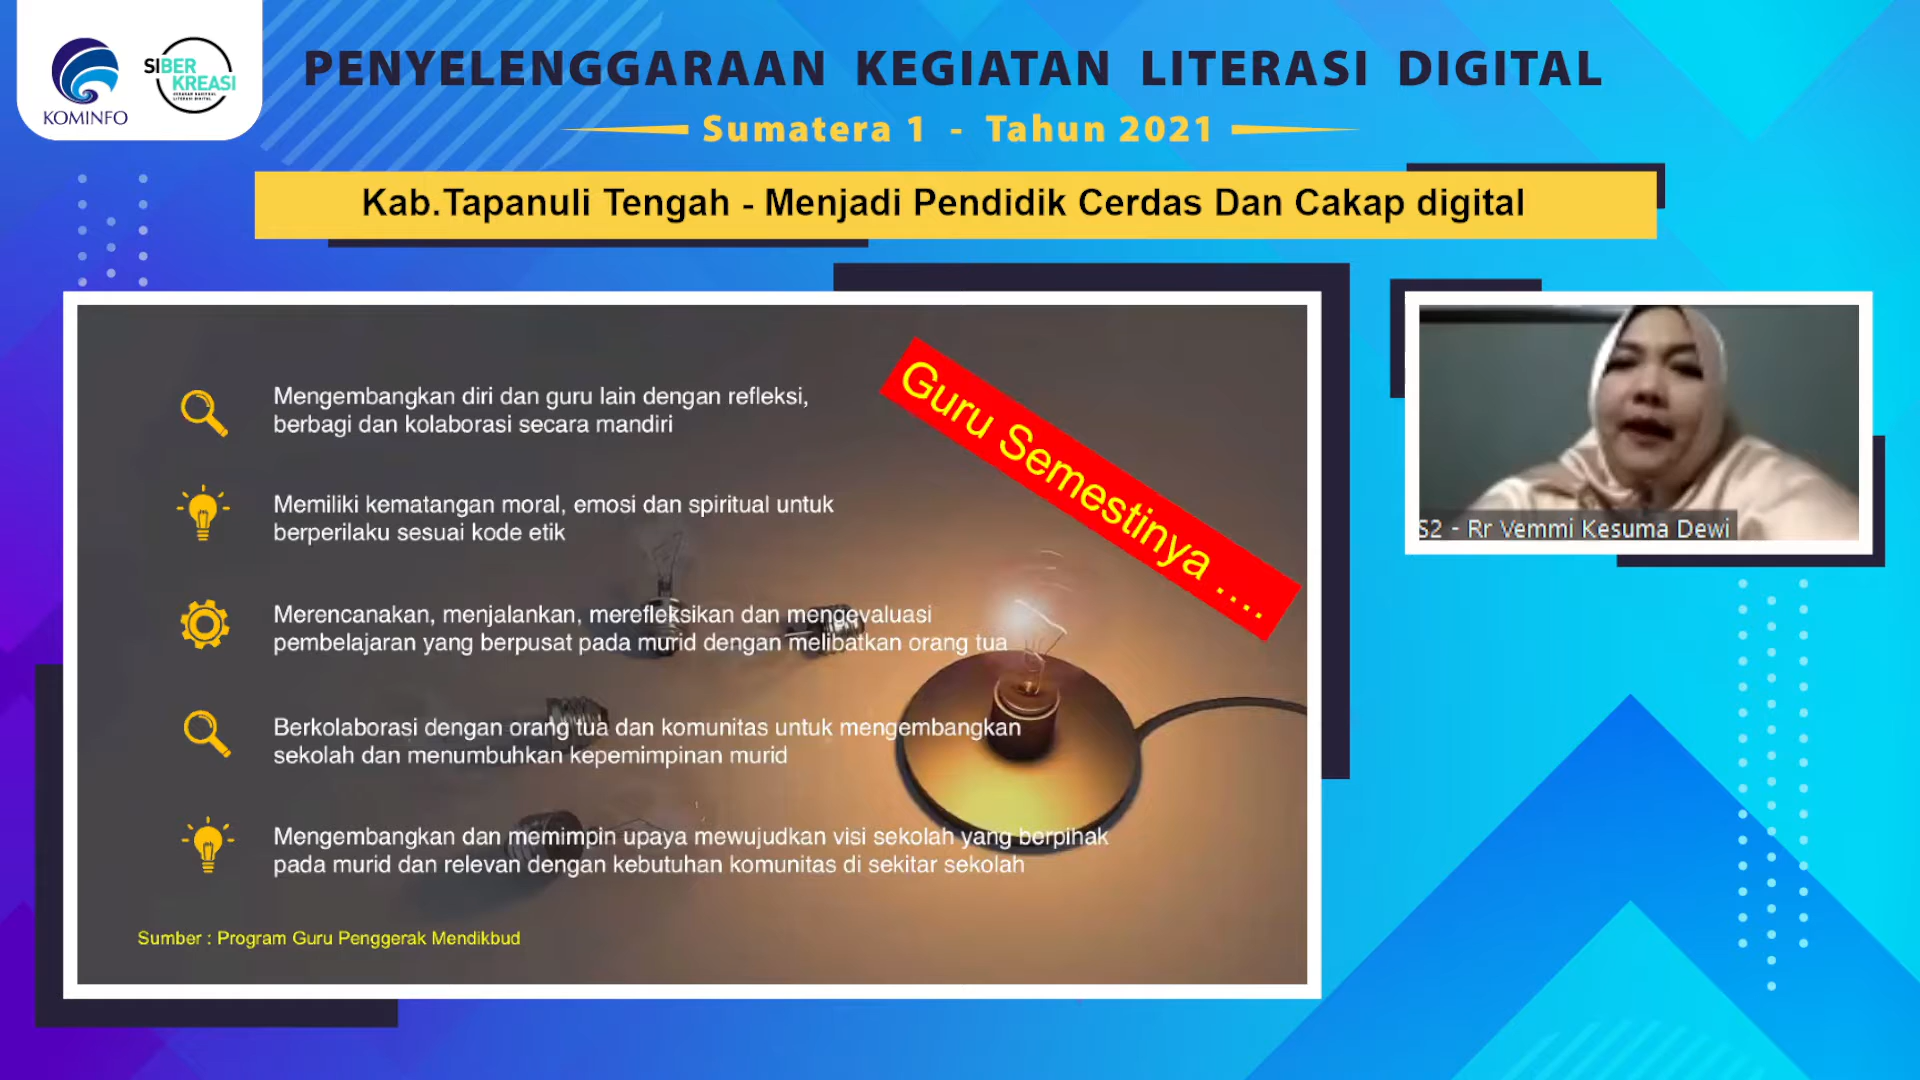 KOMINFO
SIBER
KREASI
PENYELENGGARAAN KEGIATAN LITERASI DIGITAL
Sumatera 1 - Tahun 2021
Kab.Tapanuli Tengah - Menjadi Pendidik Cerdas Dan Cakap digital
Guru Semestinya ....
Mengembangkan diri dan guru lain dengan refleksi,
berbagi dan kolaborasi secara mandiri
Memiliki kematangan moral, emosi dan spiritual untuk
berperilaku sesuai kode etik
Merencanakan, menjalankan, merefleksikan dan mengevaluasi
pembelajaran yang berpusat pada murid dengan melibatkan orang tua
Berkolaborasi dengan orang tua dan komunitas untuk mengembangkan
sekolah dan menumbuhkan kepemimpinan murid
Mengembangkan dan memimpin upaya mewujudkan visi sekolah yang berpihak
pada murid dan relevan dengan kebutuhan komunitas di sekitar sekolah
Sumber : Program Guru Penggerak Mendikbud
S2 - Rr Vemmi Kesuma Dewi